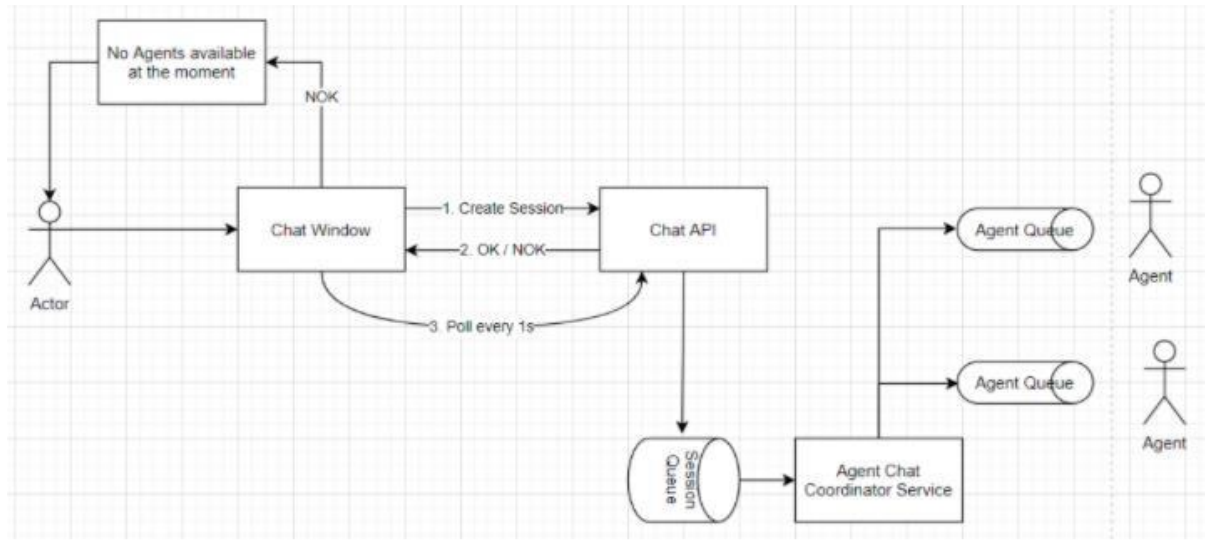 No Agents available
at the moment
NOK
Chat Window
1. Create Session
Chat API
2. OK / NOK
Agent Queue
Agent
Actor
3. Poll every 1s
Agent Queue
Agent
Session
Queue
Agent Chat
Coordinator Service